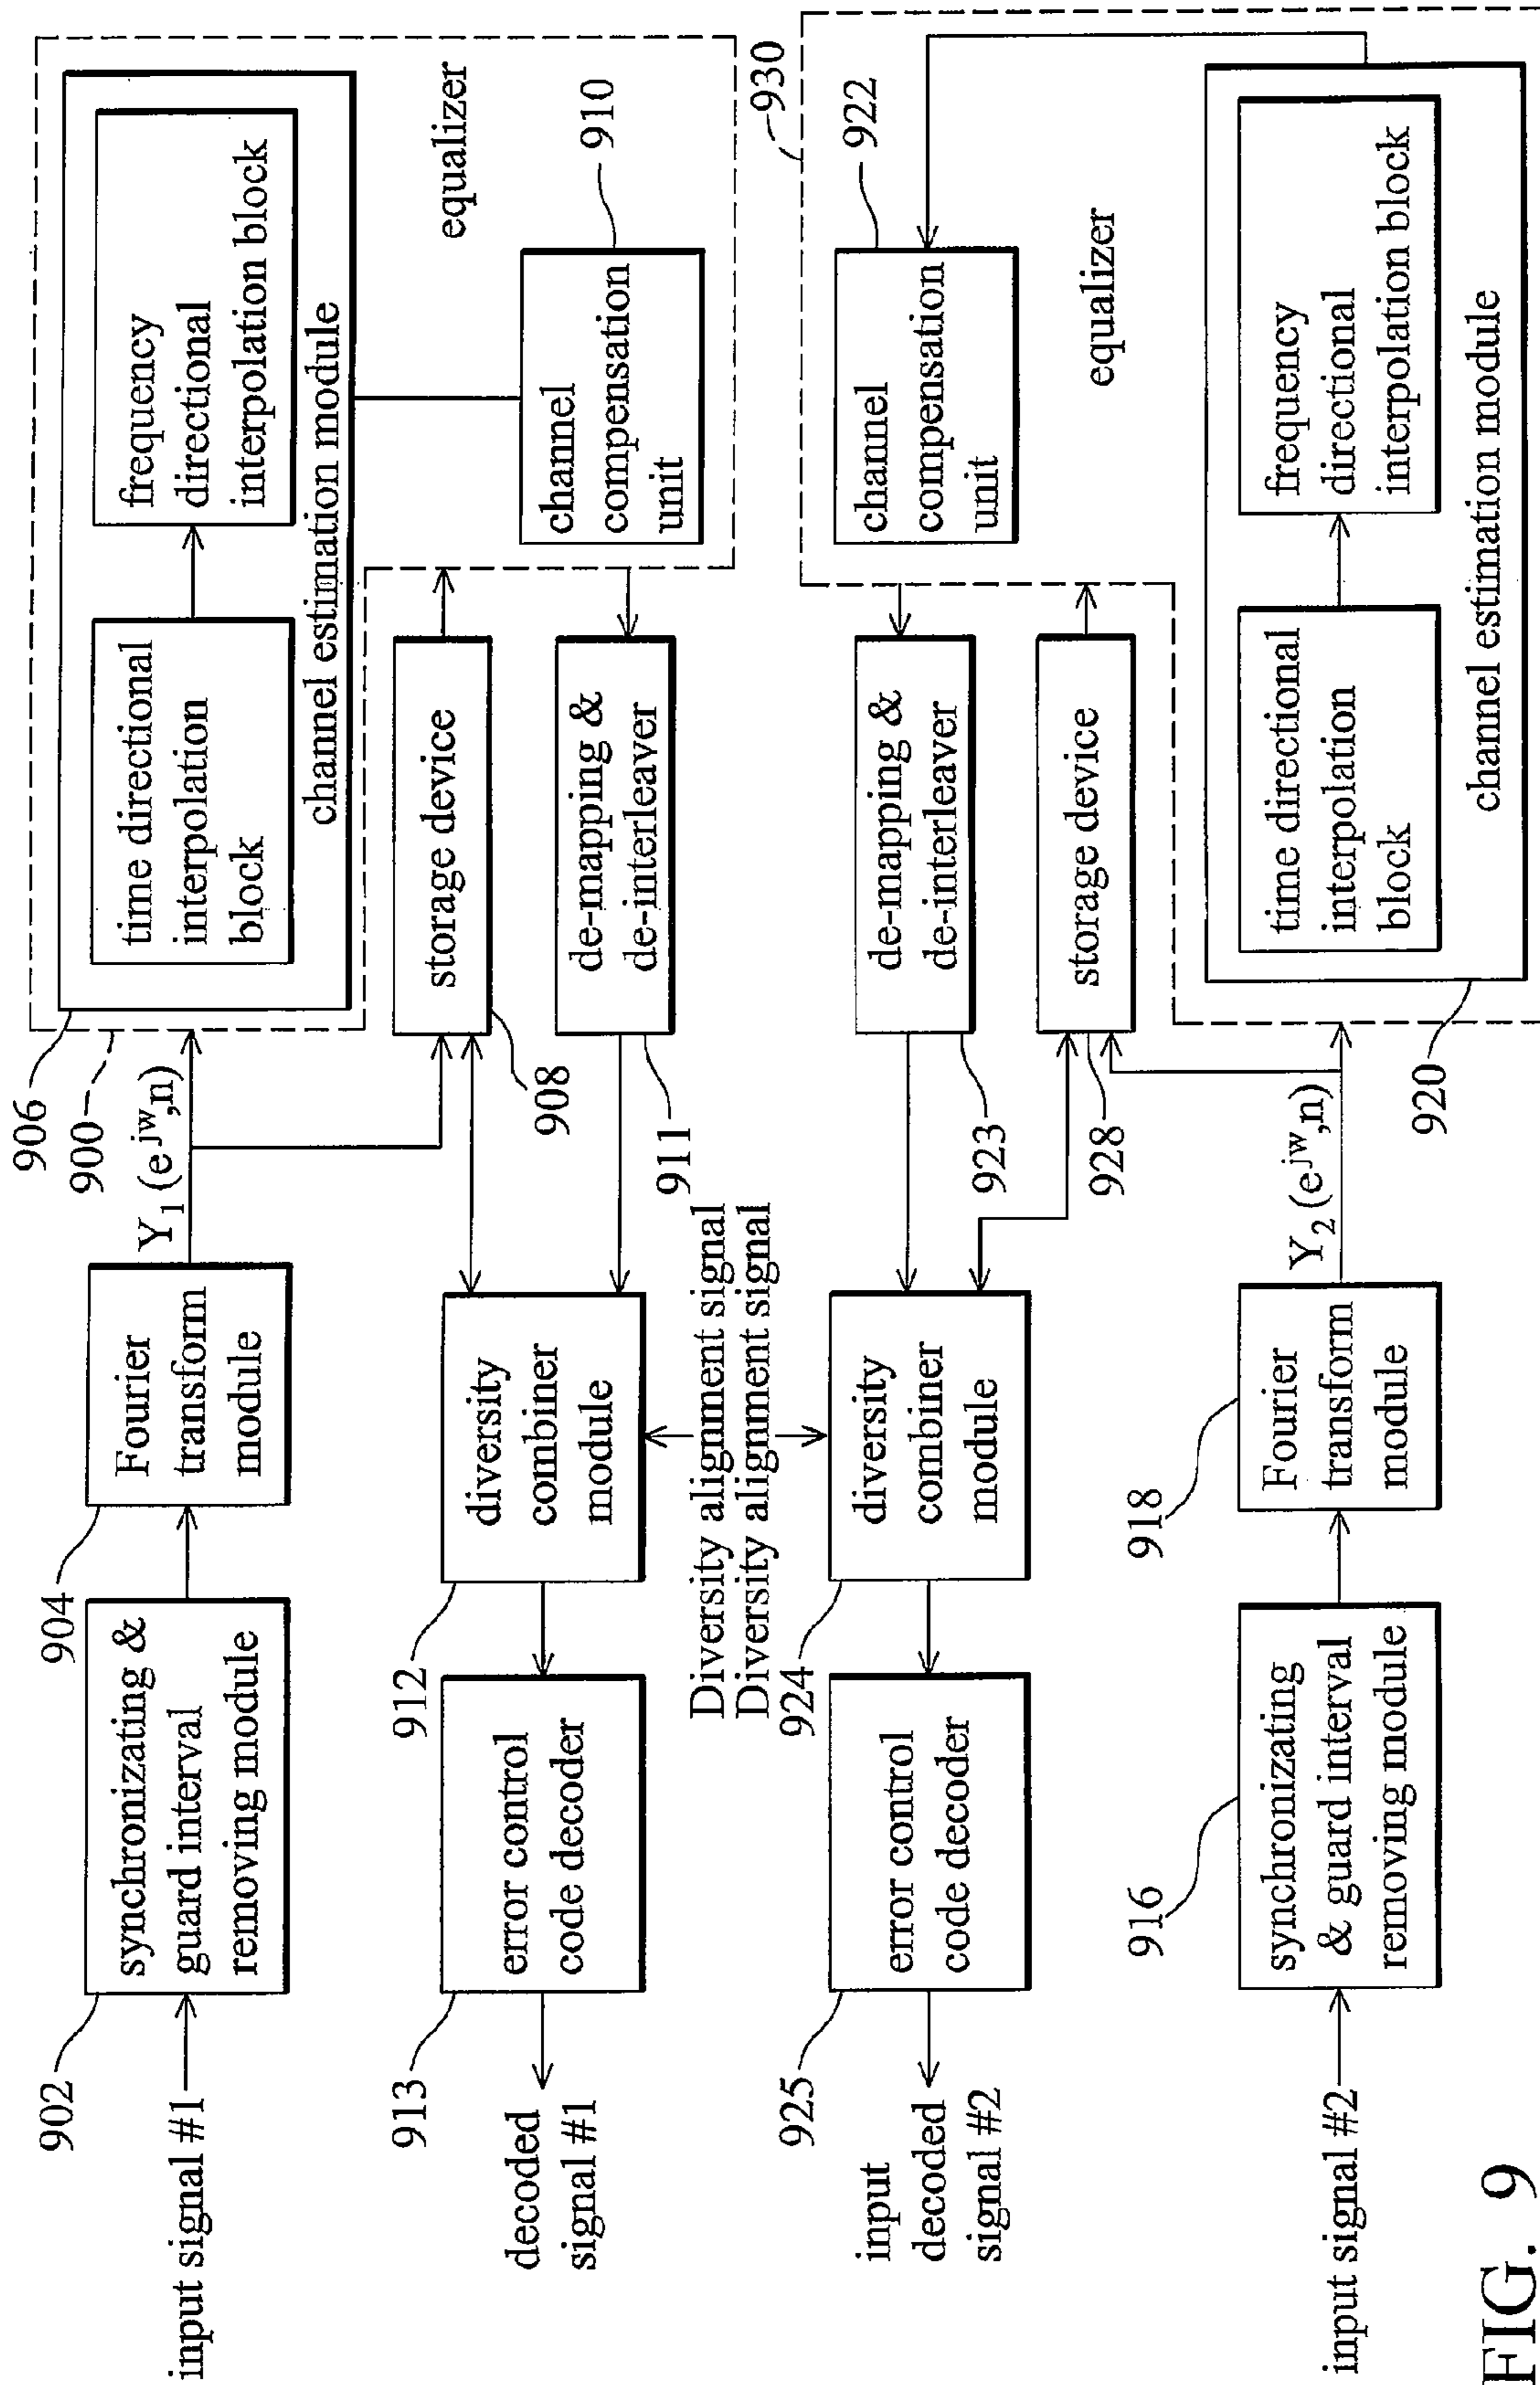 906
900
902
904
input signal #1
synchronizating &
guard interval
removing module
Fourier
transform
module
Y1 (e^jw,n)
time directional
interpolation
block
frequency
directional
interpolation block
channel estimation module
equalizer
913
912
908
910
decoded
signal #1
error control
code decoder
diversity
combiner
module
storage device
de-mapping &
de-interleaver
911
channel
compensation
unit
Diversity alignment signal
Diversity alignment signal
930
925
924
923
922
input
decoded
signal #2
error control
code decoder
diversity
combiner
module
de-mapping &
de-interleaver
channel
compensation
unit
storage device
928
equalizer
916
918
input signal #2
synchronizating
& guard interval
removing module
Fourier
transform
module
Y2 (e^jw,n)
time directional
interpolation
block
frequency
directional
interpolation block
channel estimation module
920
FIG. 9